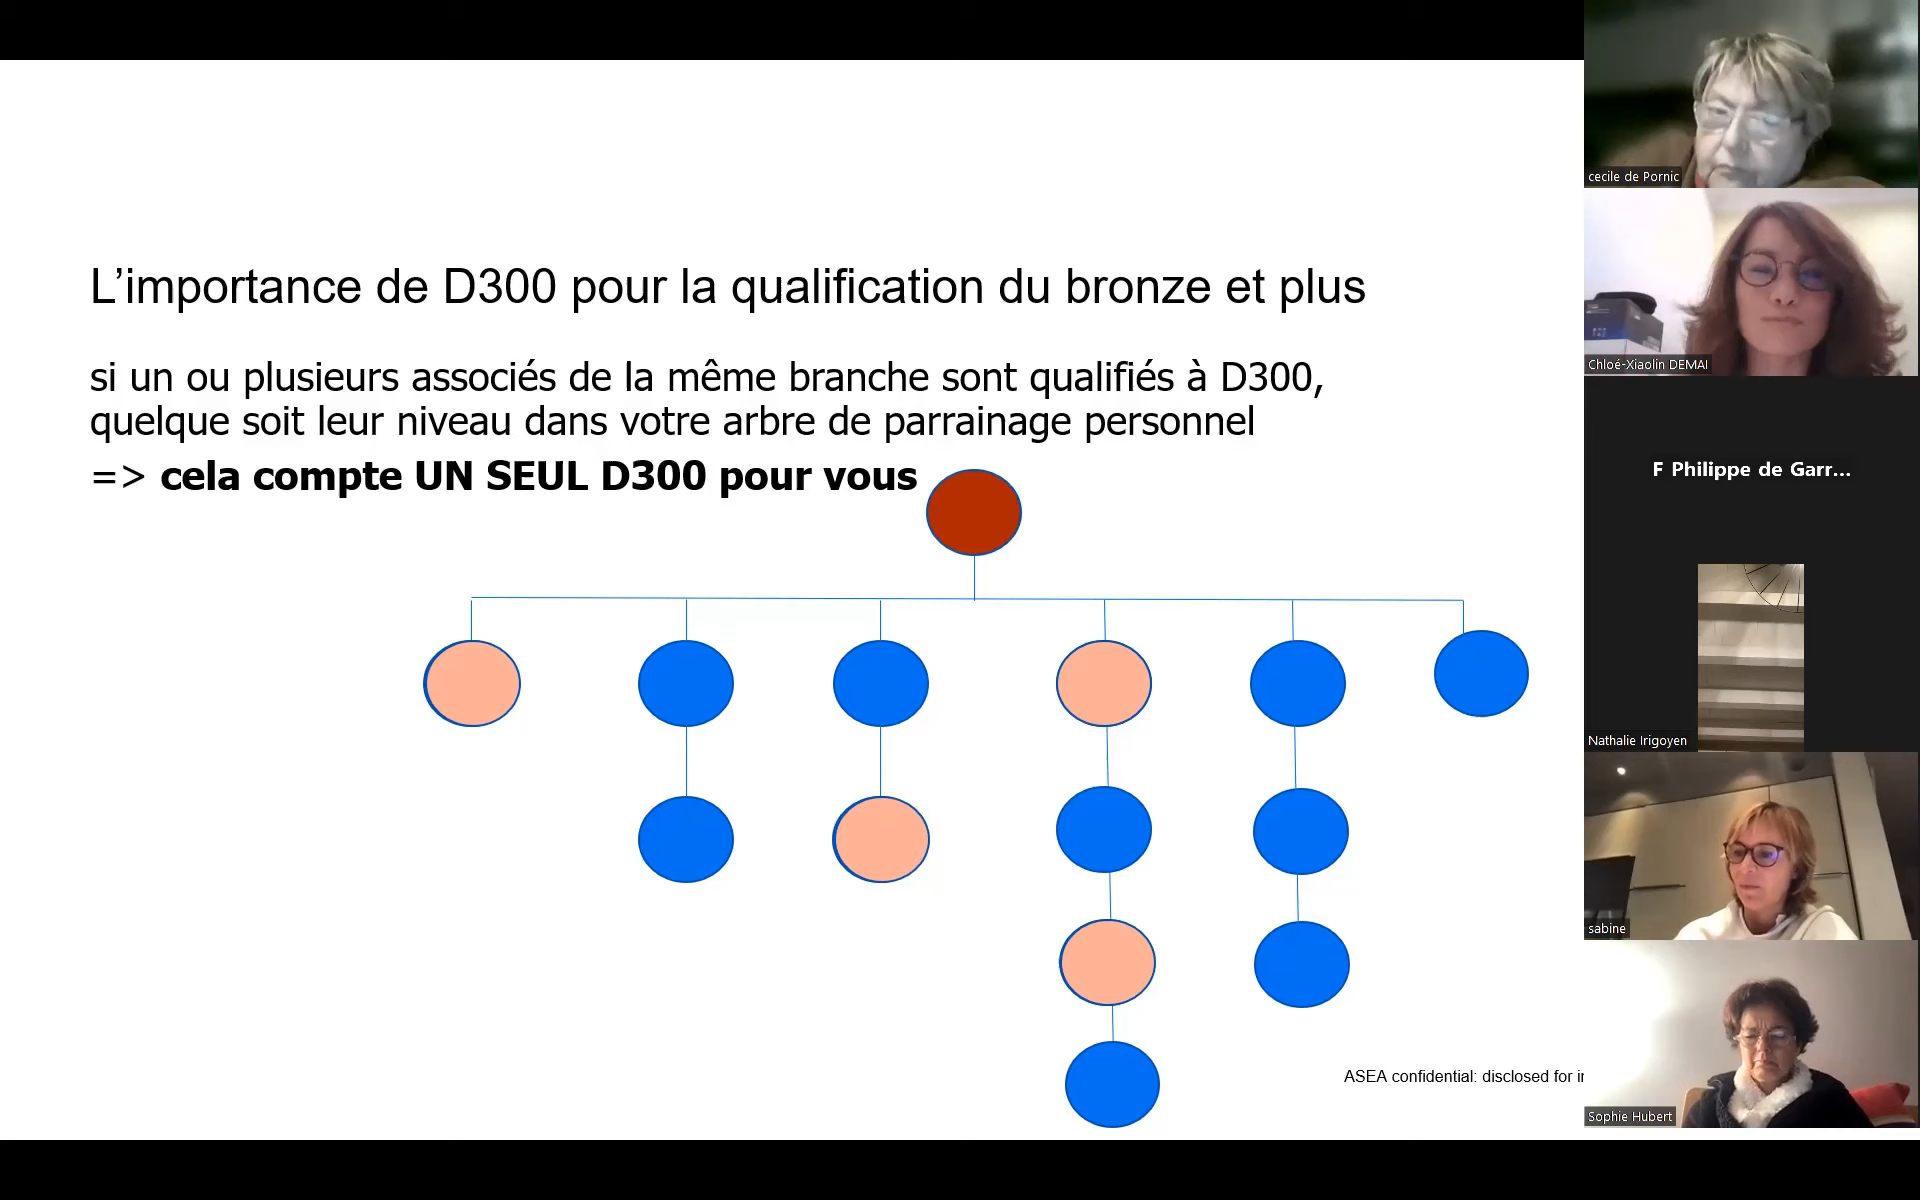 L’importance de D300 pour la qualification du bronze et plus
si un ou plusieurs associés de la même branche sont qualifiés à D300,
quelque soit leur niveau dans votre arbre de parrainage personnel
=> cela compte UN SEUL D300 pour vous
ASEA confidential: disclosed for
cecile de Pornic
Chloé-Xiaolin DEMAI
F Philippe de Garr...
Nathalie Irigoyen
sabine
Sophie Hubert